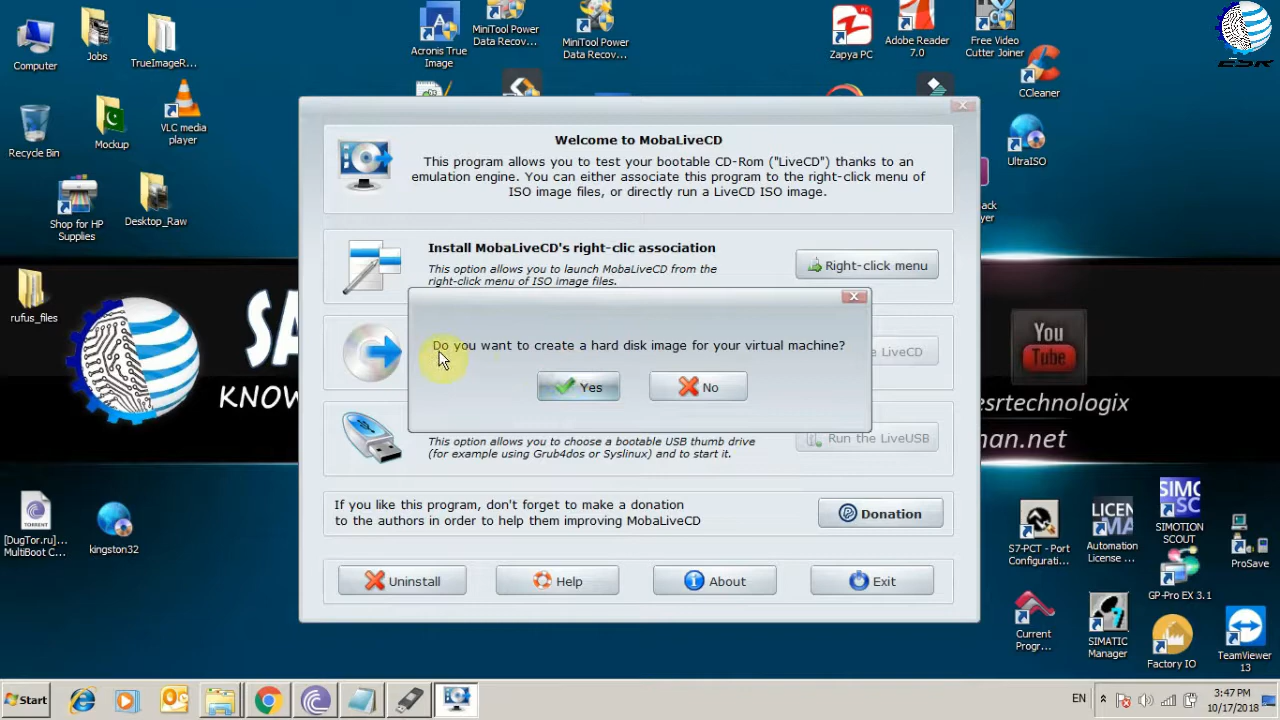 Computer
Jobs
TrueImageR...
Acronis True
Image
MiniTool Power
Data Recov...
MiniTool Power
Data Recov...
Zapya PC
Adobe Reader
7.0
Free Video
Cutter Joiner
ESR
CCleaner
Recycle Bin
Mockup
VLC media
player
UltraISO
Shop for HP
Supplies
Desktop_Raw
rufus_files
Welcome to MobaLiveCD
This program allows you to test your bootable CD-Rom ("LiveCD") thanks to an
emulation engine. You can either associate this program to the right-click menu of
ISO image files, or directly run a LiveCD ISO image.
Install MobaLiveCD's right-clic association
This option allows you to launch MobaLiveCD from the
right-click menu of ISO image files.
Right-click menu
Do you want to create a hard disk image for your virtual machine?
Yes
No
e LiveCD
This option allows you to choose a bootable USB thumb drive
(for example using Grub4dos or Syslinux) and to start it.
Run the LiveUSB
If you like this program, don't forget to make a donation
to the authors in order to help them improving MobaLiveCD
Donation
Uninstall
Help
About
Exit
KNOW
You
Tube
esrtechnologix
nan.net
[DugTor.ru]...
MultiBoot C...
TORRENT
kingston32
S7-PCT - Port
Configurati...
LICEN
MA
Automation
License ...
SIMO
SIMOTION
SCOUT
ProSave
GP-Pro EX 3.1
Current
Progr...
SIMATIC
Manager
Factory IO
TeamViewer
13
Start
EN
3:47 PM
10/17/2018